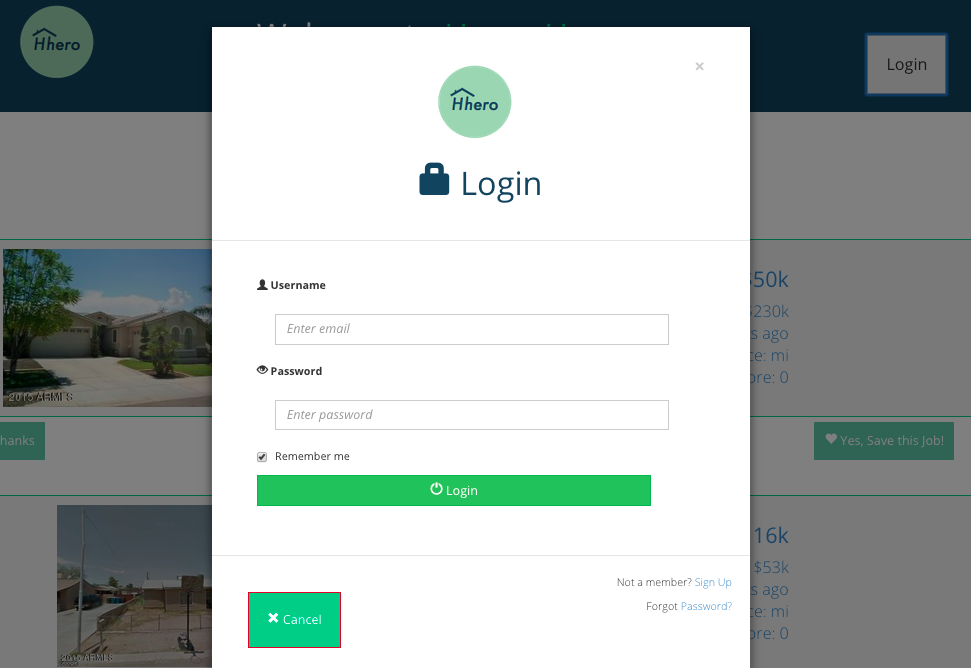 Hhero
Login
×
Hhero
Login
Username
Enter email
$50k
$230k
s ago
ce: mi
ore: 0
Password
2015 ARMLS
Enter password
hanks
Yes, Save this Job!
Remember me
Login
16k
$53k
s ago
ce: mi
ore: 0
Not a member? Sign Up
Forgot Password?
Cancel
2015 ARMLS